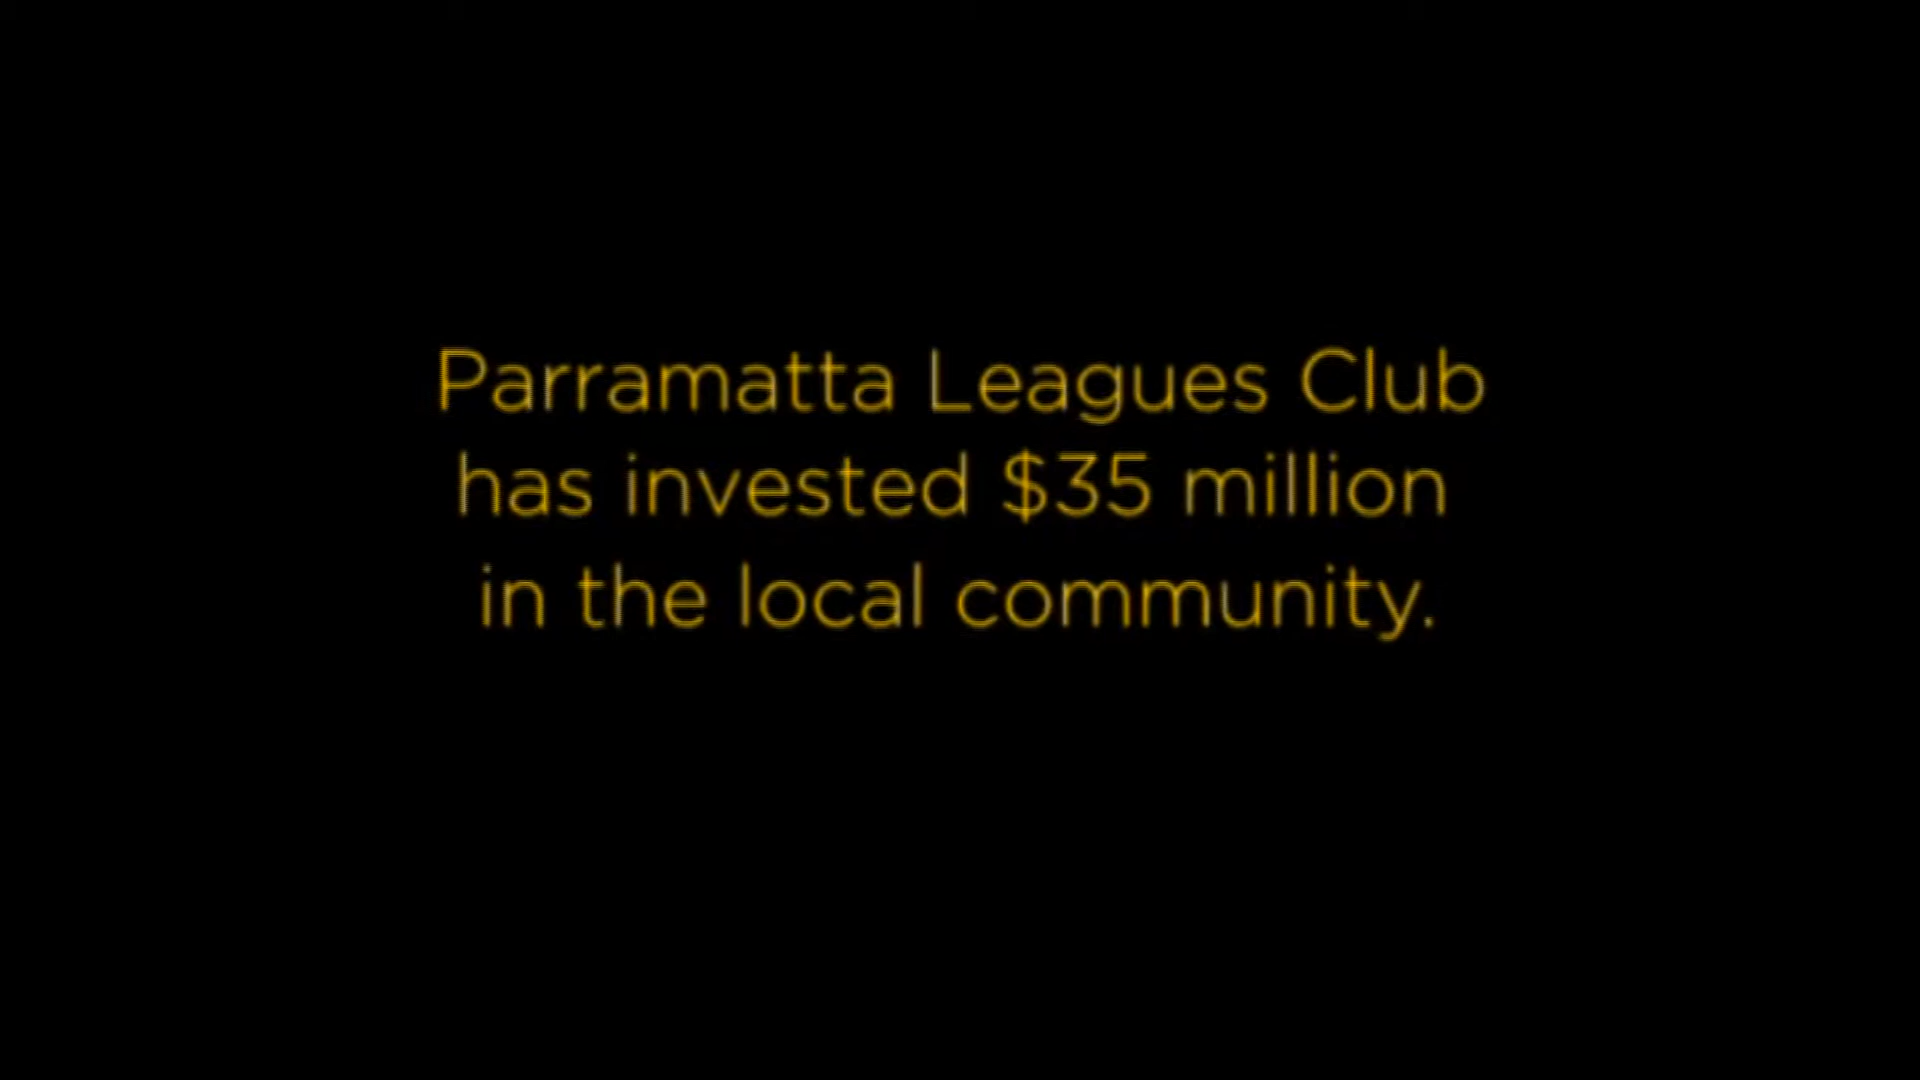 Parramatta Leagues Club
has invested $35 million
in the local community.